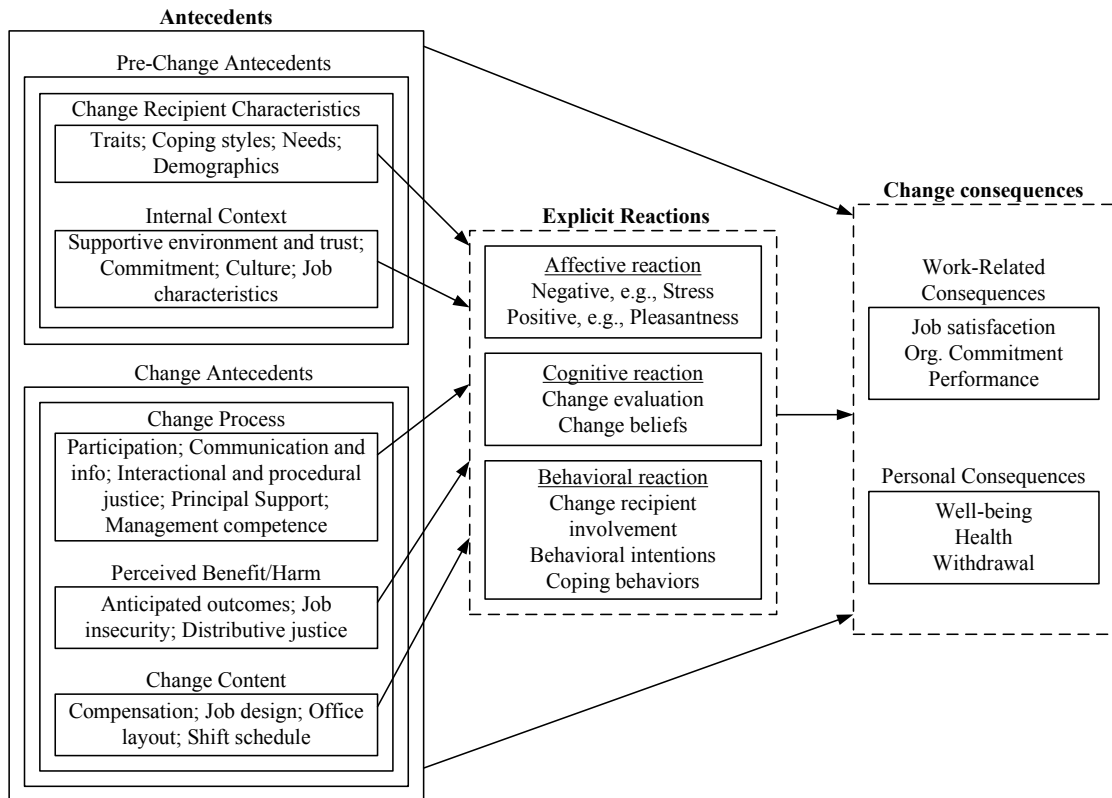 Antecedents
Pre-Change Antecedents
Change Recipient Characteristics
Traits; Coping styles; Needs;
Demographics
Internal Context
Supportive environment and trust;
Commitment; Culture; Job
characteristics
Change Antecedents
Change Process
Participation; Communication and
info; Interactional and procedural
justice; Principal Support;
Management competence
Perceived Benefit/Harm
Anticipated outcomes; Job
insecurity; Distributive justice
Change Content
Compensation; Job design; Office
layout; Shift schedule
Explicit Reactions
Affective reaction
Negative, e.g., Stress
Positive, e.g., Pleasantness
Cognitive reaction
Change evaluation
Change beliefs
Behavioral reaction
Change recipient
involvement
Behavioral intentions
Coping behaviors
Change consequences
Work-Related
Consequences
Job satisfacetion
Org. Commitment
Performance
Personal Consequences
Well-being
Health
Withdrawal